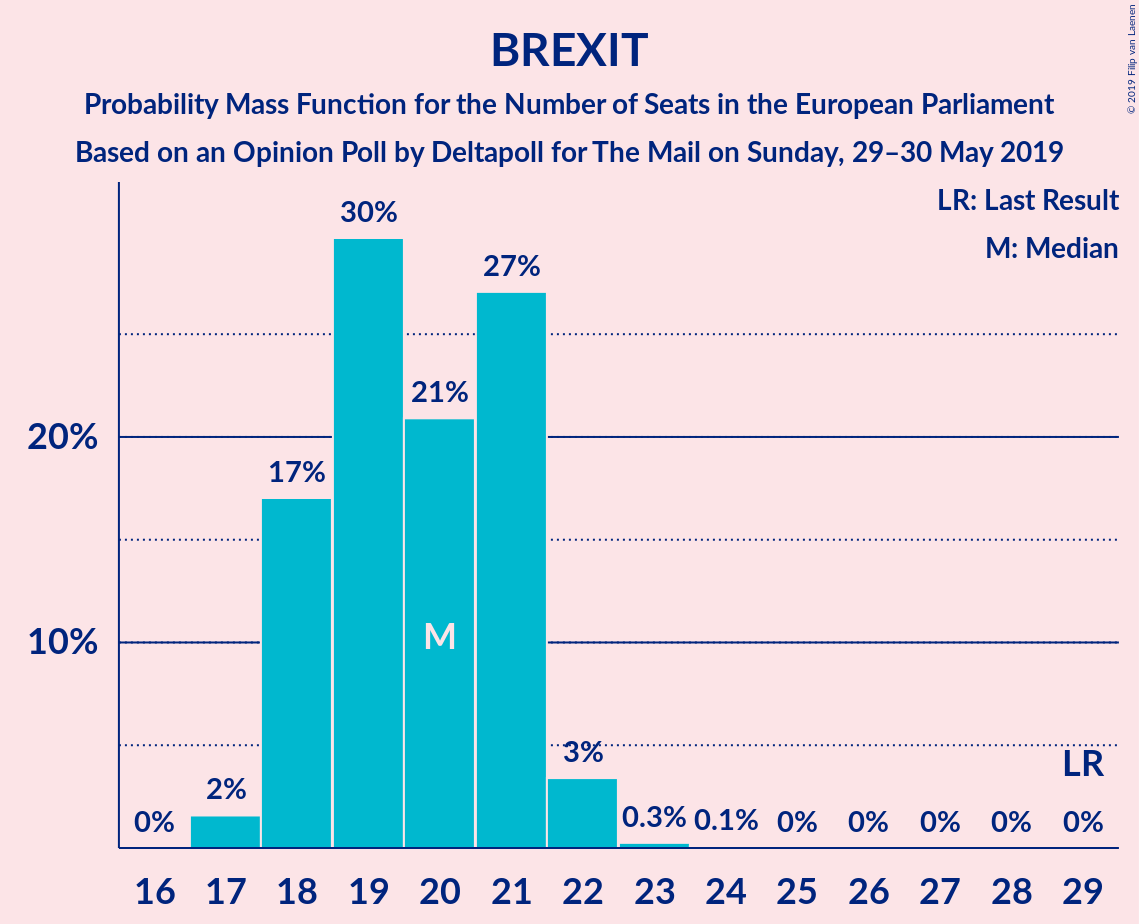 BREXIT
Probability Mass Function for the Number of Seats in the European Parliament
Based on an Opinion Poll by Deltapoll for The Mail on Sunday, 29–30 May 2019
© 2019 Filip van Laenen
LR: Last Result
M: Median
30%
27%
21%
20%
17%
M
10%
3%
LR
2%
0% 0.3% 0.1% 0% 0% 0% 0% 0%
16 17 18 19 20 21 22 23 24 25 26 27 28 29